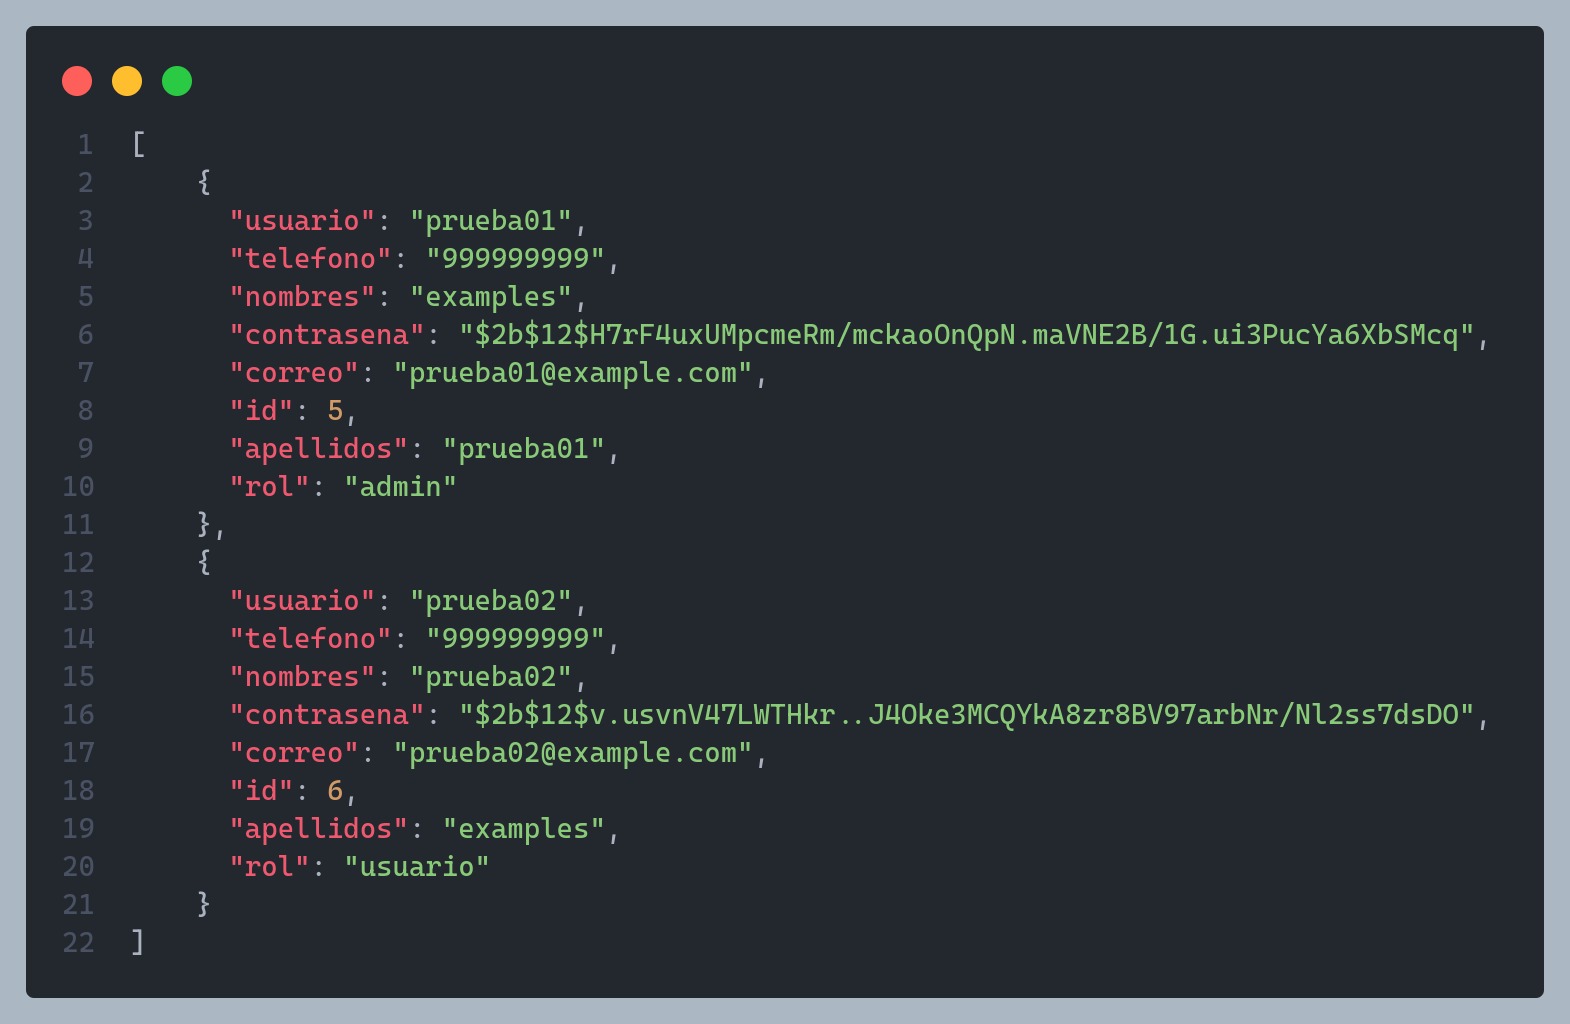 1 [
2 {
3 "usuario": "prueba01",
4 "telefono": "999999999",
5 "nombres": "examples",
6 "contrasena": "$2b$12$H7rF4uxUMpcmeRm/mckaoOnQpN.maVNE2B/1G.ui3PucYa6XbSMcq",
7 "correo": "prueba01@example.com",
8 "id": 5,
9 "apellidos": "prueba01",
10 "rol": "admin"
11 },
12 {
13 "usuario": "prueba02",
14 "telefono": "999999999",
15 "nombres": "prueba02",
16 "contrasena": "$2b$12$v.usvnV47LWTHkr..J4Oke3MCQYkA8zr8BV97arbNr/Nl2ss7dsDO",
17 "correo": "prueba02@example.com",
18 "id": 6,
19 "apellidos": "examples",
20 "rol": "usuario"
21 }
22 ]